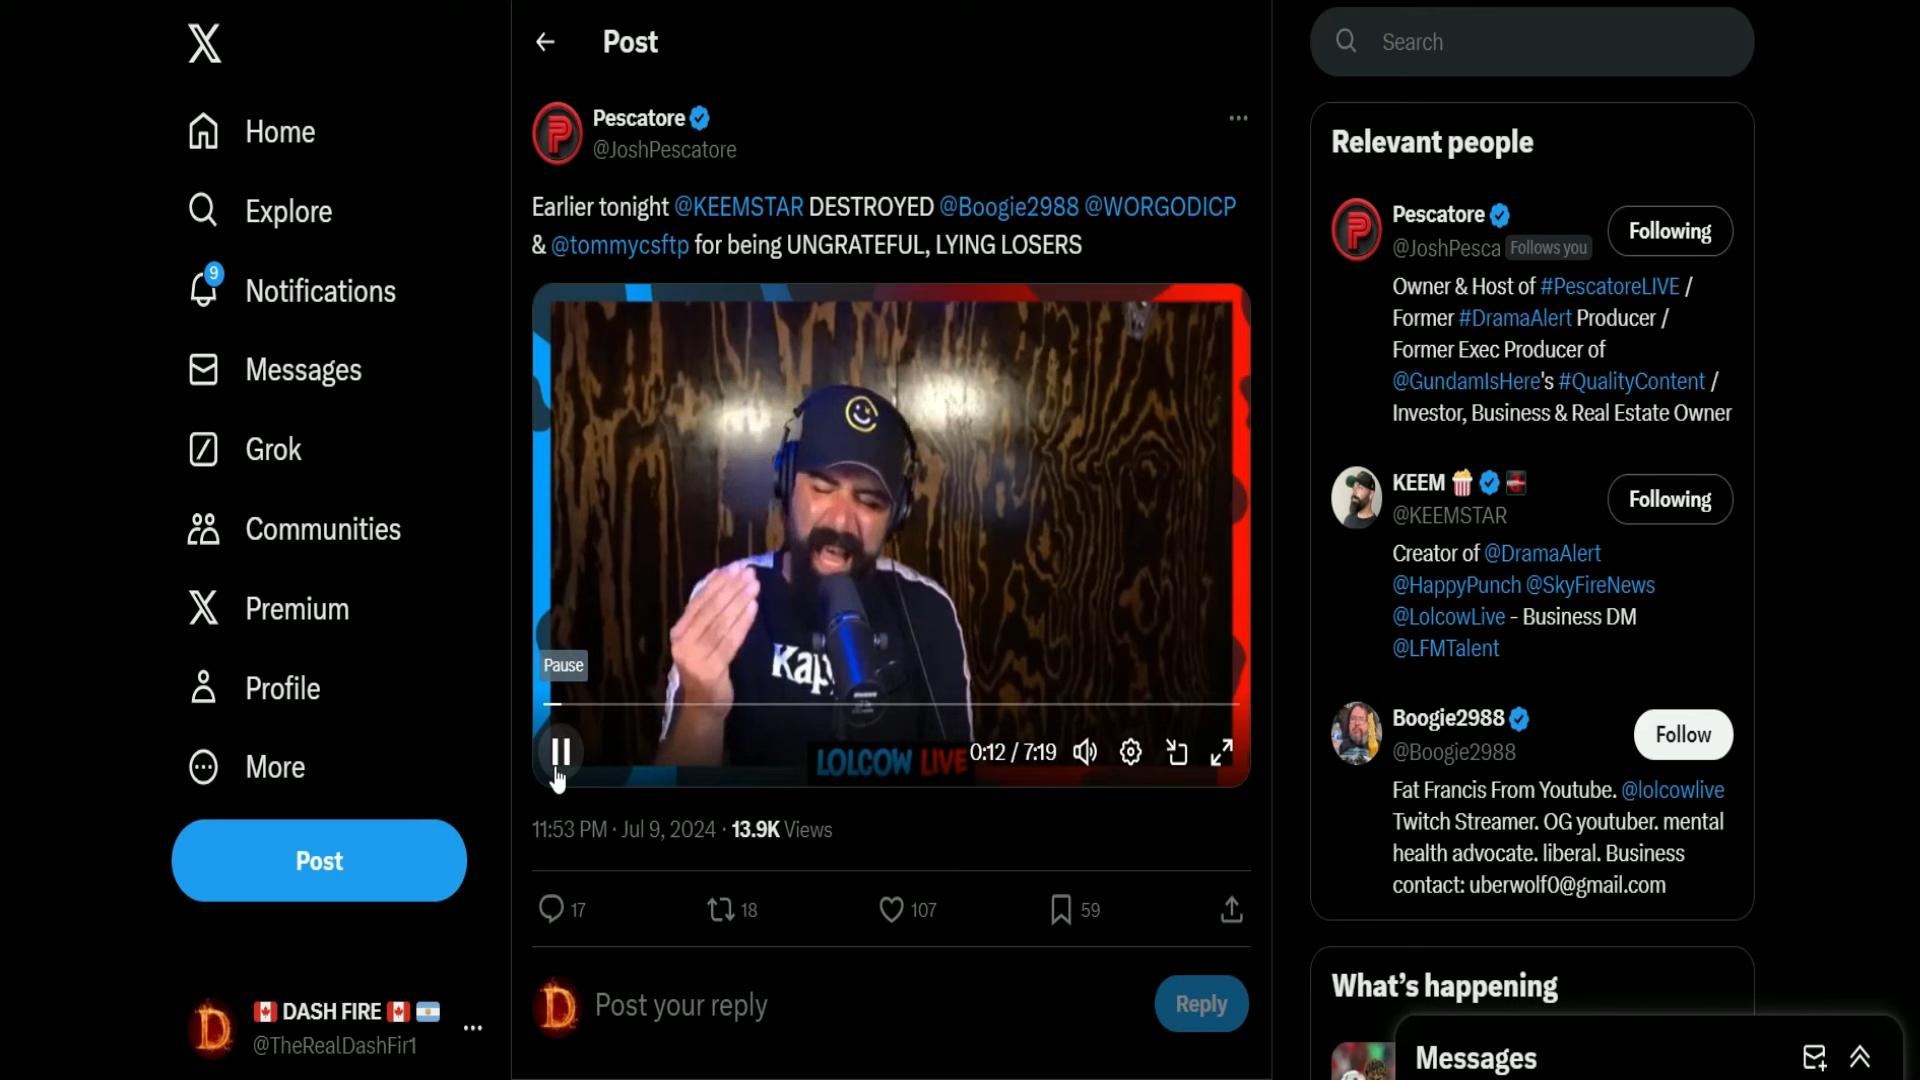 Home
Explore
9
Notifications
Messages
Grok
Communities
Premium
Profile
More
Post
DASH FIRE
@TheRealDashFir1
Post
Pescatore
@JoshPescatore
Earlier tonight @KEEMSTAR DESTROYED @Boogie2988 @WORGODICP
& @tommycsftp for being UNGRATEFUL, LYING LOSERS
Kap
Pause
LOLCOW LIVE
0:12 / 7:19
11:53 PM · Jul 9, 2024 · 13.9K Views
17
18
107
59
D
Post your reply
Reply
Search
Relevant people
Pescatore
@JoshPesca Follows you
Following
Owner & Host of #PescatoreLIVE /
Former #DramaAlert Producer /
Former Exec Producer of
@GundamIsHere's #QualityContent /
Investor, Business & Real Estate Owner
KEEM
@KEEMSTAR
Following
Creator of @DramaAlert
@HappyPunch @SkyFireNews
@LolcowLive - Business DM
@LFMTalent
Boogie2988
@Boogie2988
Follow
Fat Francis From Youtube. @lolcowlive
Twitch Streamer. OG youtuber. mental
health advocate. liberal. Business
contact: uberwolf0@gmail.com
What's happening
Messages